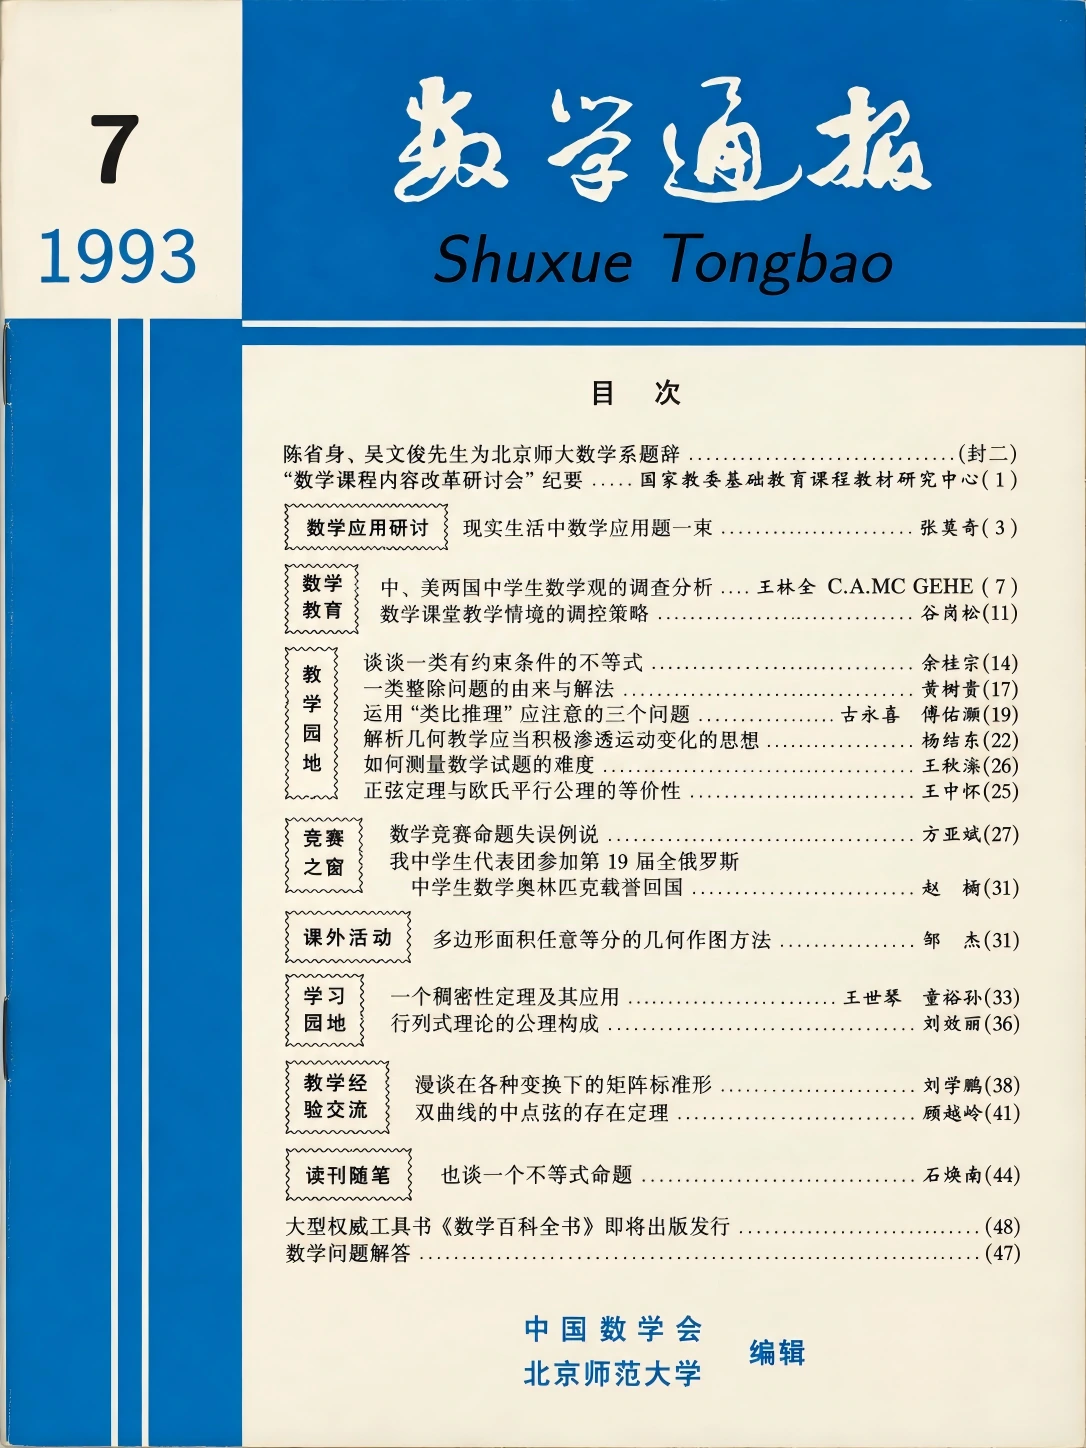 7
1993
数学通报
Shuxue Tongbao
目 次
陈省身、吴文俊先生为北京师大数学系题辞 ..............................(封二)
“数学课程内容改革研讨会”纪要 ..... 国家教委基础教育课程教材研究中心( 1 )
数学应用研讨 现实生活中数学应用题一束 ...................... 张莫奇( 3 )
数学
教育
中、美两国中学生数学观的调查分析 .... 王林全 C.A.MC GEHE ( 7 )
数学课堂教学情境的调控策略 .............................. 谷岗松(11)
教
学
园
地
谈谈一类有约束条件的不等式 .............................. 余桂宗(14)
一类整除问题的由来与解法 .................................. 黄树贵(17)
运用“类比推理”应注意的三个问题 ................ 古永喜 傅佑灏(19)
解析几何教学应当积极渗透运动变化的思想 ................. 杨结东(22)
如何测量数学试题的难度 .................................... 王秋溁(26)
正弦定理与欧氏平行公理的等价性 .......................... 王中怀(25)
竞赛
之窗
数学竞赛命题失误例说 ................................... 方亚斌(27)
我中学生代表团参加第 19 届全俄罗斯
中学生数学奥林匹克载誉回国 .......................... 赵 楠(31)
课外活动 多边形面积任意等分的几何作图方法 ................ 邹 杰(31)
学习
园地
一个稠密性定理及其应用 ........................ 王世琴 童裕孙(33)
行列式理论的公理构成 ................................... 刘效丽(36)
教学经
验交流
漫谈在各种变换下的矩阵标准形 ...................... 刘学鹏(38)
双曲线的中点弦的存在定理 ........................... 顾越岭(41)
读刊随笔 也谈一个不等式命题 ................................ 石焕南(44)
大型权威工具书《数学百科全书》即将出版发行 ............................(48)
数学问题解答 .................................................................(47)
中国数学会
北京师范大学
编辑